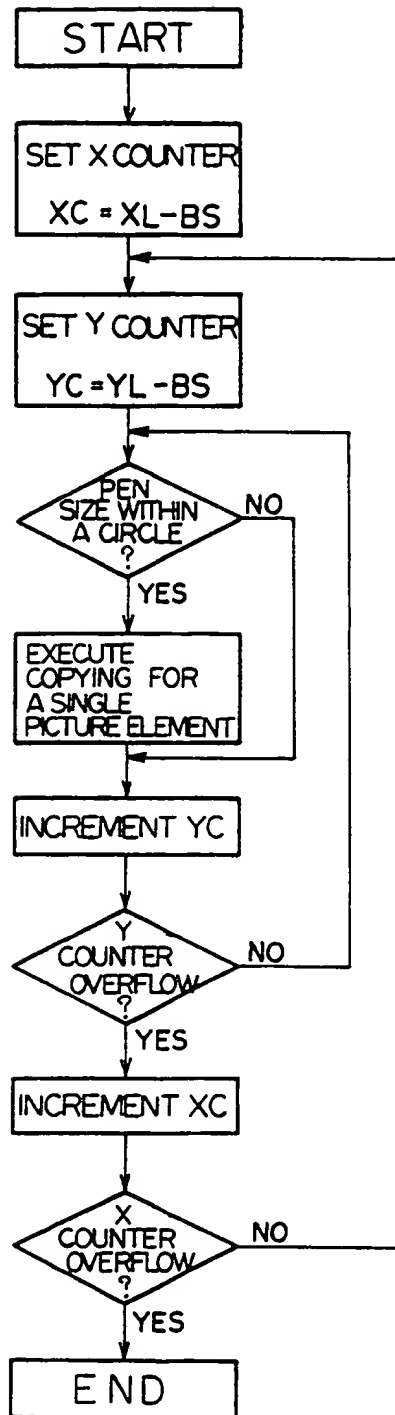 START
SET X COUNTER
XC = XL-BS
SET Y COUNTER
YC=YL-BS
PEN
SIZE WITHIN
A CIRCLE
?
NO
YES
EXECUTE
COPYING FOR
A SINGLE
PICTURE ELEMENT
INCREMENT YC
Y
COUNTER
OVERFLOW
?
NO
YES
INCREMENT XC
X
COUNTER
OVERFLOW
?
NO
YES
END